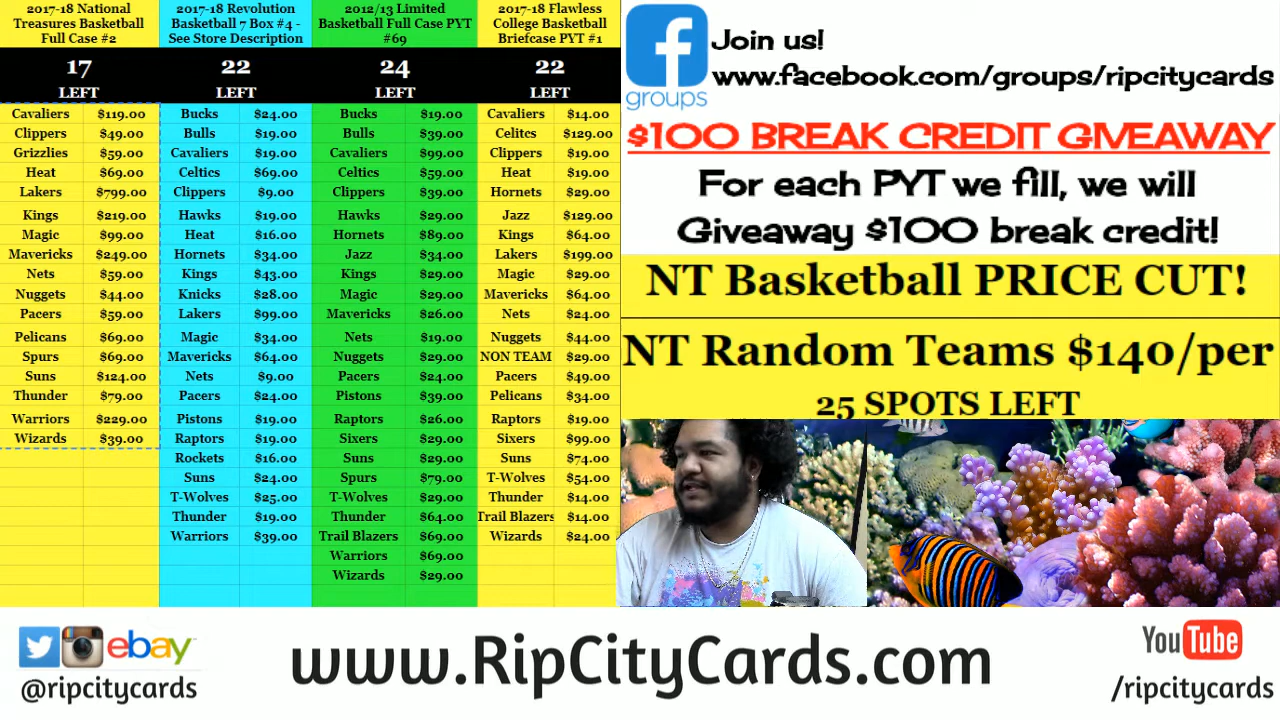 2017-18 National
Treasures Basketball
Full Case #2
17
LEFT
Cavaliers $119.00
Clippers $49.00
Grizzlies $59.00
Heat $69.00
Lakers $799.00
Kings $219.00
Magic $99.00
Mavericks $249.00
Nets $59.00
Nuggets $44.00
Pacers $59.00
Pelicans $69.00
Spurs $69.00
Suns $124.00
Thunder $79.00
Warriors $229.00
Wizards $39.00
2017-18 Revolution
Basketball 7 Box #4 -
See Store Description
22
LEFT
Bucks $24.00
Bulls $19.00
Cavaliers $19.00
Celtics $69.00
Clippers $9.00
Hawks $19.00
Heat $16.00
Hornets $34.00
Kings $43.00
Knicks $28.00
Lakers $99.00
Magic $34.00
Mavericks $64.00
Nets $9.00
Pacers $24.00
Pistons $19.00
Raptors $19.00
Rockets $16.00
Suns $24.00
T-Wolves $25.00
Thunder $19.00
Warriors $39.00
2012/13 Limited
Basketball Full Case PYT
#69
24
LEFT
Bucks $19.00
Bulls $39.00
Cavaliers $99.00
Celtics $59.00
Clippers $39.00
Hawks $29.00
Hornets $89.00
Jazz $34.00
Kings $29.00
Magic $29.00
Mavericks $26.00
Nets $19.00
Nuggets $29.00
Pacers $24.00
Pistons $39.00
Raptors $26.00
Sixers $29.00
Suns $29.00
Spurs $79.00
T-Wolves $29.00
Thunder $64.00
Trail Blazers $69.00
Warriors $69.00
Wizards $29.00
2017-18 Flawless
College Basketball
Briefcase PYT #1
22
LEFT
Cavaliers $14.00
Celitcs $129.00
Clippers $19.00
Heat $19.00
Hornets $29.00
Jazz $129.00
Kings $64.00
Lakers $199.00
Magic $29.00
Mavericks $64.00
Nets $24.00
Nuggets $44.00
NON TEAM $29.00
Pacers $49.00
Pelicans $34.00
Raptors $19.00
Sixers $99.00
Suns $74.00
T-Wolves $54.00
Thunder $14.00
Trail Blazers $14.00
Wizards $24.00
f
groups
Join us!
www.facebook.com/groups/ripcitycards
$100 BREAK CREDIT GIVEAWAY
For each PYT we fill, we will
Giveaway $100 break credit!
NT Basketball PRICE CUT!
NT Random Teams $140/per
25 SPOTS LEFT
ebay
@ripcitycards
www.RipCityCards.com
YouTube
/ripcitycards